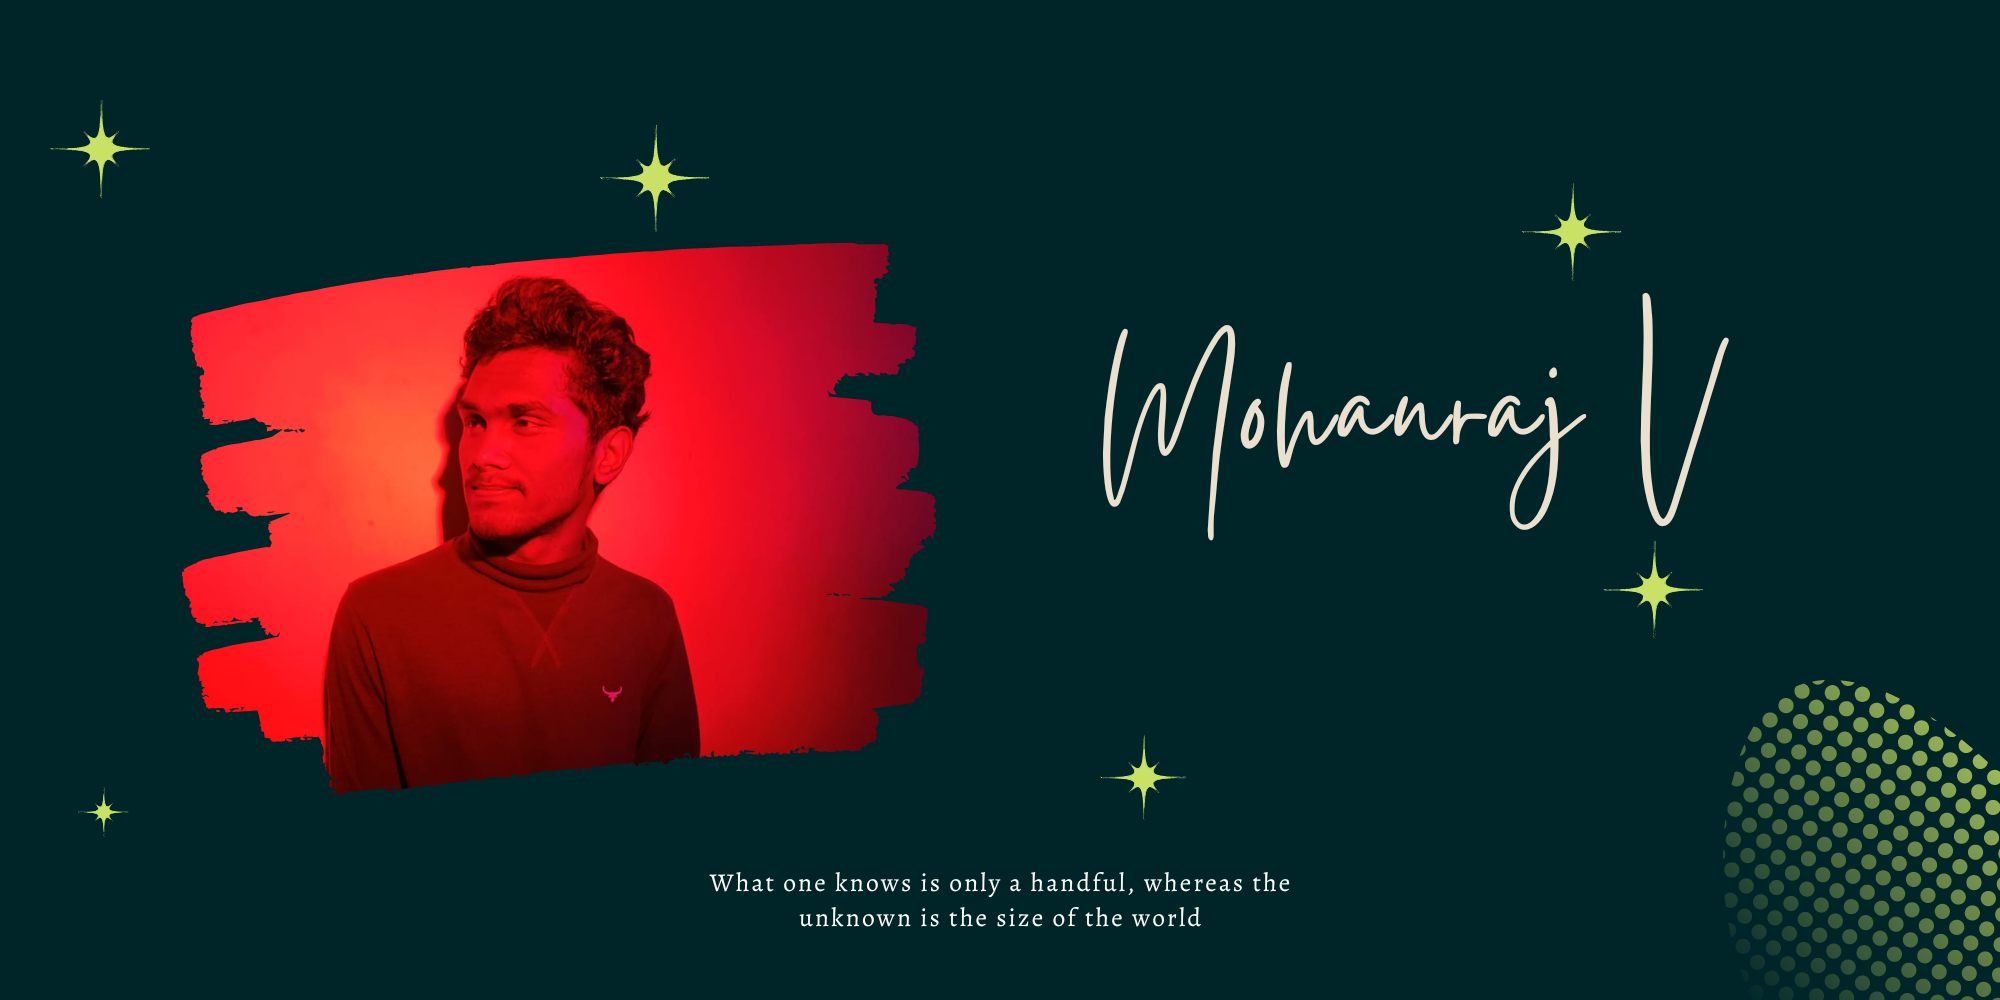 Mohanraj V
What one knows is only a handful, whereas the
unknown is the size of the world